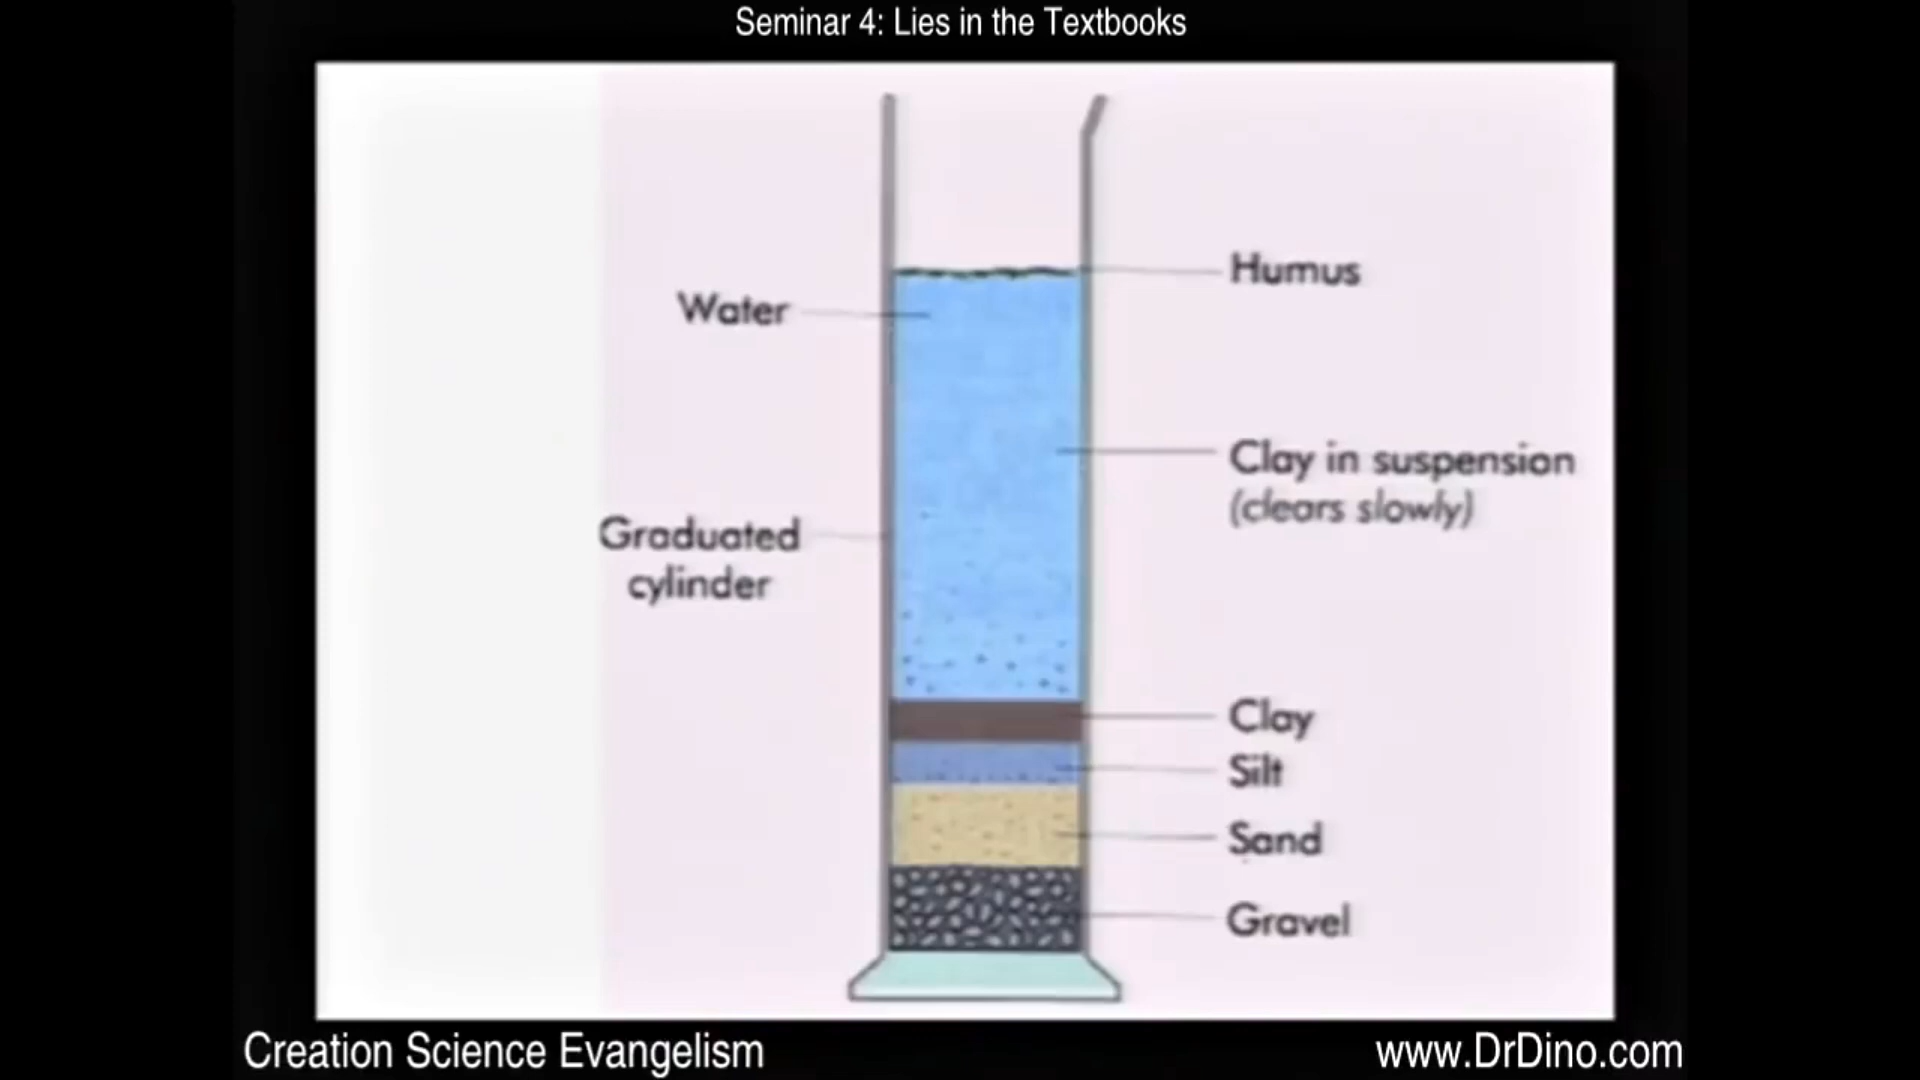 Seminar 4: Lies in the Textbooks
Humus
Water
Clay in suspension
(clears slowly)
Graduated
cylinder
Clay
Silt
Sand
Gravel
Creation Science Evangelism
www.DrDino.com